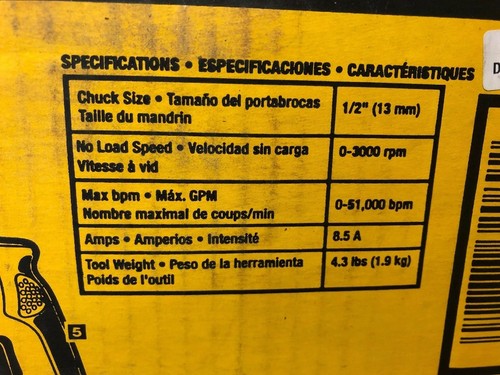 SPECIFICATIONS • ESPECIFICACIONES • CARACTÉRISTIQUES
Chuck Size • Tamaño del portabrocas
Taille du mandrin
1/2" (13 mm)
No Load Speed • Velocidad sin carga
Vitesse à vid
0-3000 rpm
Max bpm • Máx. GPM
Nombre maximal de coups/min
0-51,000 bpm
Amps • Amperios • Intensité
8.5 A
Tool Weight • Peso de la herramienta
Poids de l'outil
4.3 lbs (1.9 kg)
5
D